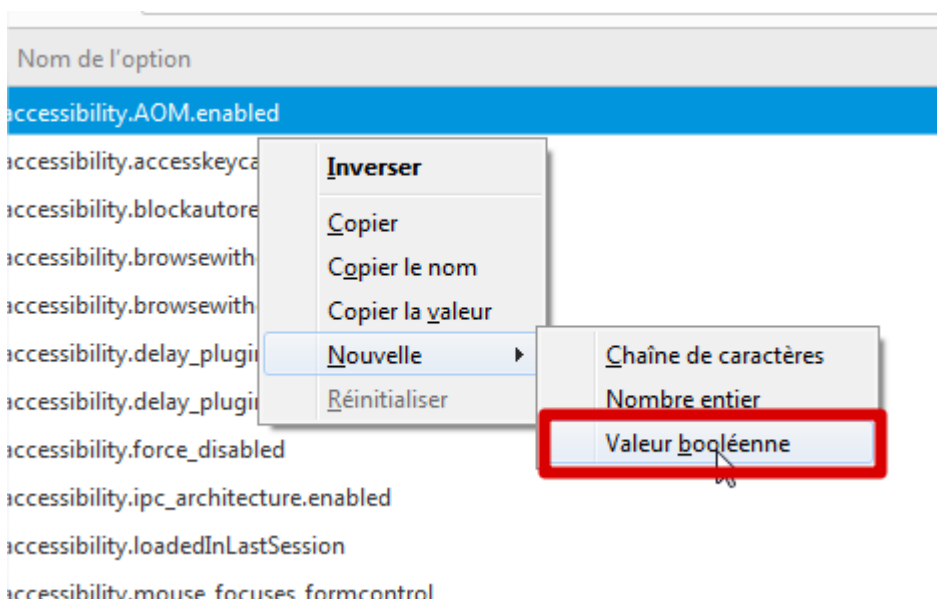 Nom de l'option
accessibility.AOM.enabled
accessibility.accesskeyca
accessibility.blockautore
accessibility.browsewith
accessibility.browsewith
accessibility.delay_plugi
accessibility.delay_plugi
accessibility.force_disabled
accessibility.ipc_architecture.enabled
accessibility.loadedInLastSession
accessibility.mouse_focuses_formcontrol
Inverser
Copier
Copier le nom
Copier la valeur
Nouvelle
Réinitialiser
Chaîne de caractères
Nombre entier
Valeur booléenne